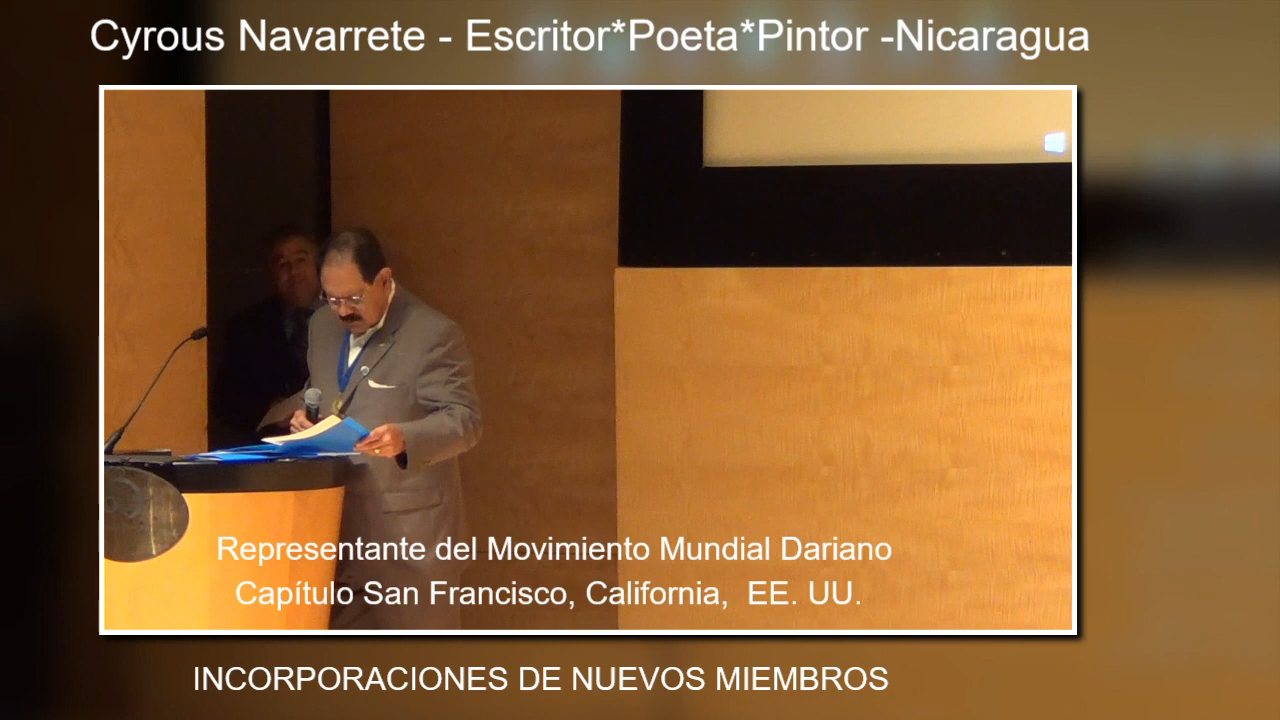 Cyrous Navarrete - Escritor*Poeta*Pintor -Nicaragua
Representante del Movimiento Mundial Dariano
Capítulo San Francisco, California, EE. UU.
INCORPORACIONES DE NUEVOS MIEMBROS